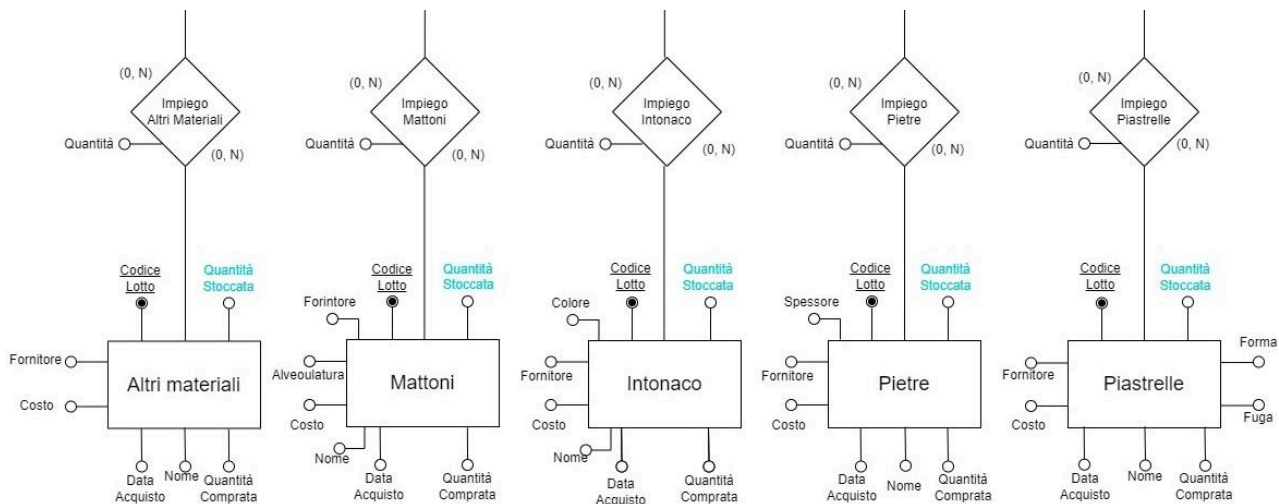 (0, N)
Impiego
Altri Materiali
Quantità
(0, N)
Codice
Lotto
Quantità
Stoccata
Fornitore
Costo
Altri materiali
Data
Acquisto
Nome
Quantità
Comprata
(0, N)
Impiego
Mattoni
Quantità
(0, N)
Codice
Lotto
Quantità
Stoccata
Forintore
Alveoulatura
Costo
Mattoni
Nome
Data
Acquisto
Quantità
Comprata
(0, N)
Impiego
Intonaco
Quantità
(0, N)
Codice
Lotto
Quantità
Stoccata
Colore
Fornitore
Costo
Intonaco
Nome
Data
Acquisto
Quantità
Comprata
(0, N)
Impiego
Pietre
Quantità
(0, N)
Codice
Lotto
Quantità
Stoccata
Spessore
Fornitore
Costo
Pietre
Data
Acquisto
Nome
Quantità
Comprata
(0, N)
Impiego
Piastrelle
Quantità
(0, N)
Codice
Lotto
Quantità
Stoccata
Fornitore
Costo
Piastrelle
Forma
Fuga
Data
Acquisto
Nome
Quantità
Comprata